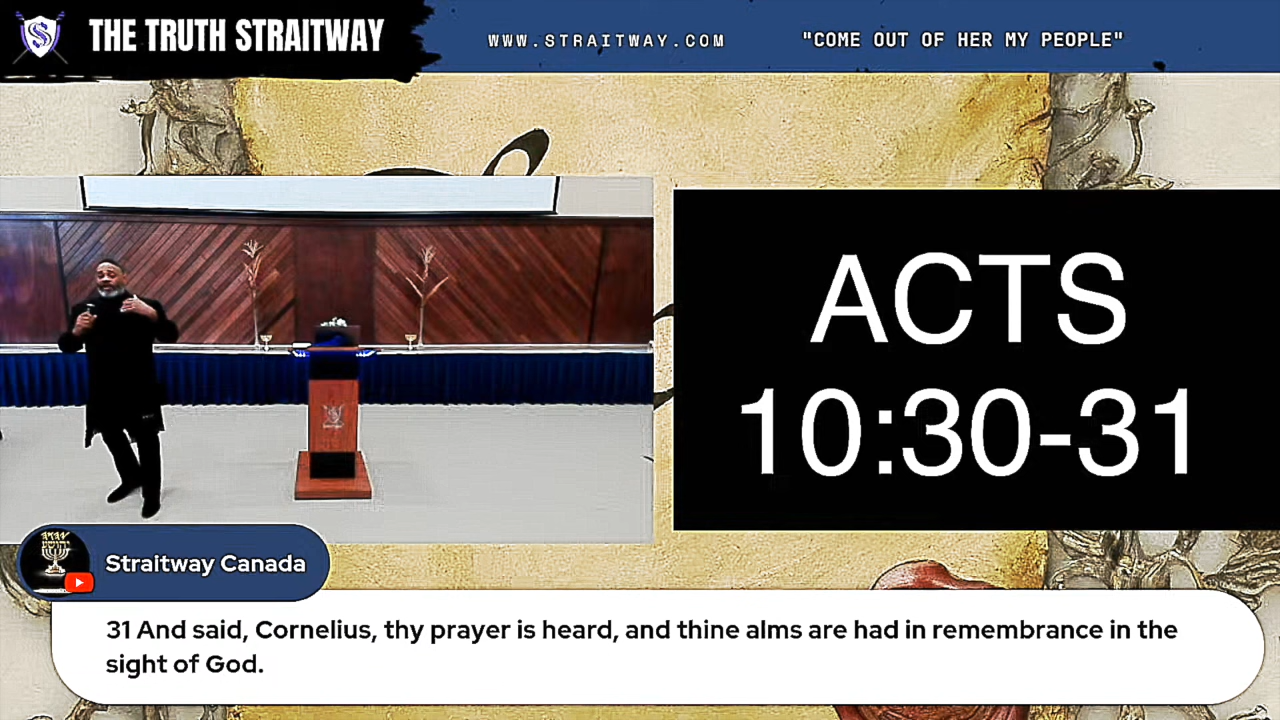 THE TRUTH STRAITWAY
WWW.STRAITWAY.COM
"COME OUT OF HER MY PEOPLE"
ACTS
10:30-31
Straitway Canada
31 And said, Cornelius, thy prayer is heard, and thine alms are had in remembrance in the
sight of God.